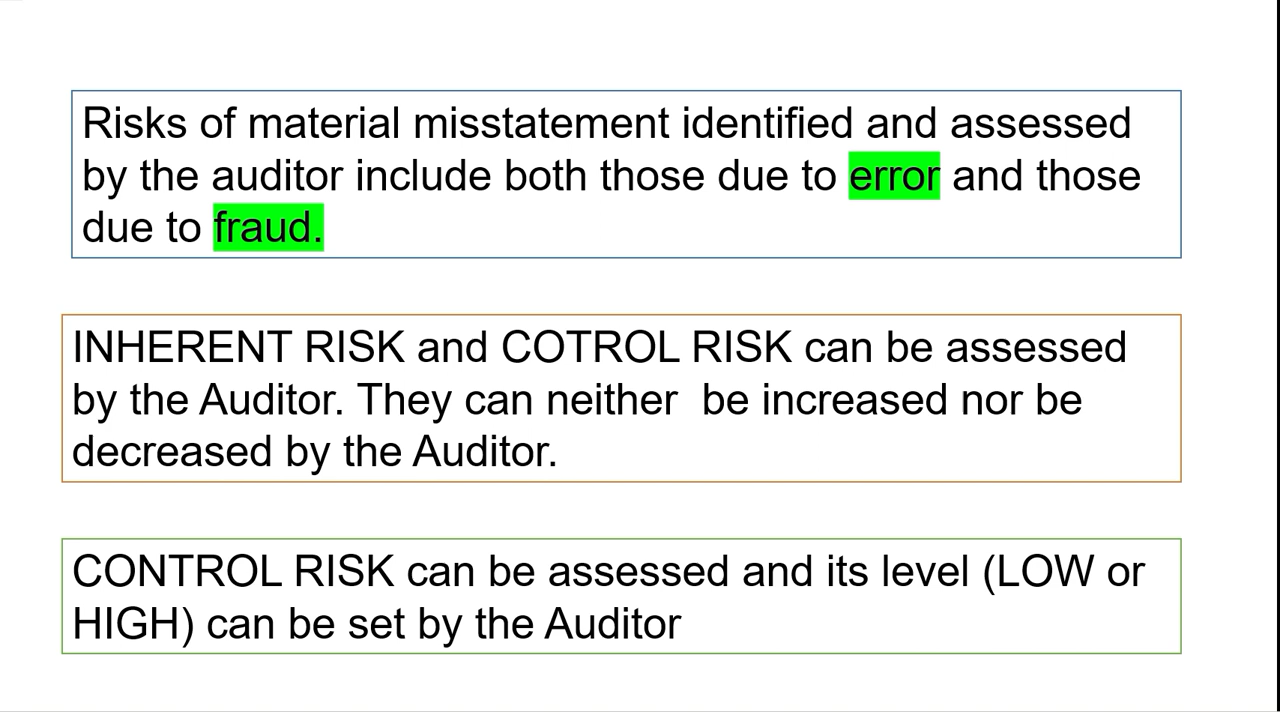 Risks of material misstatement identified and assessed
by the auditor include both those due to error and those
due to fraud.
INHERENT RISK and COTROL RISK can be assessed
by the Auditor. They can neither  be increased nor be
decreased by the Auditor.
CONTROL RISK can be assessed and its level (LOW or
HIGH) can be set by the Auditor